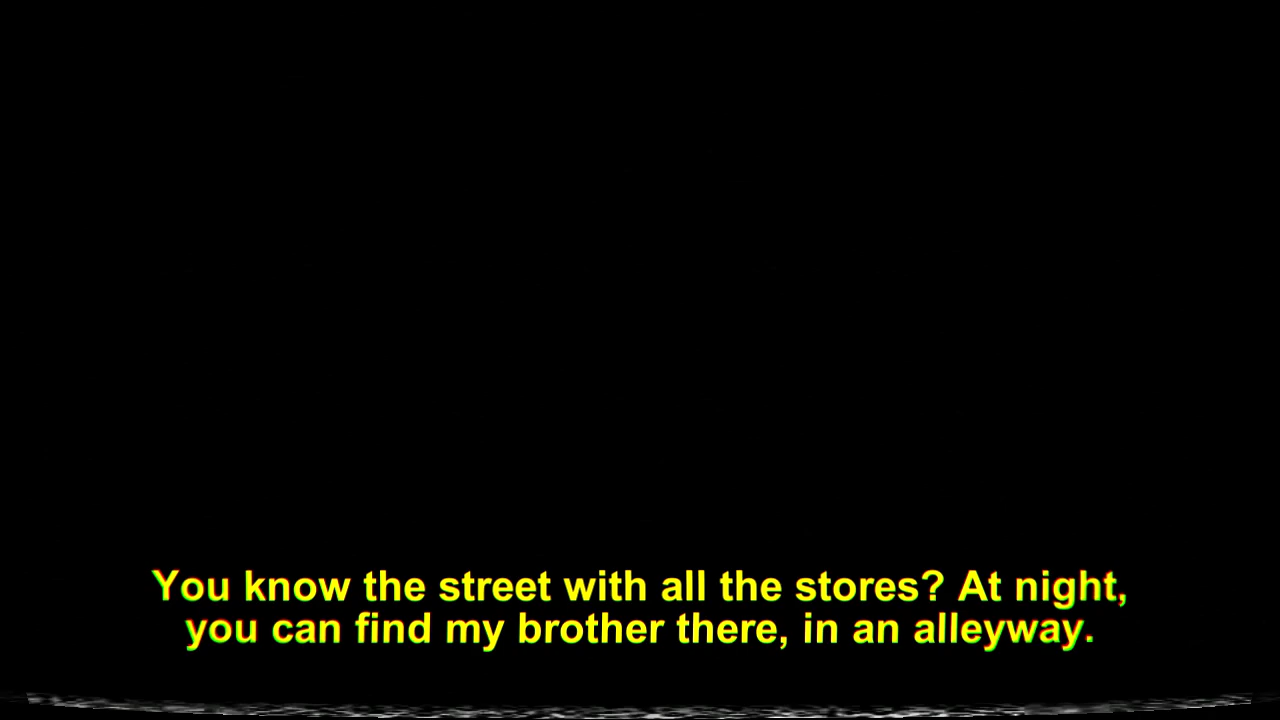 You know the street with all the stores? At night,
you can find my brother there, in an alleyway.